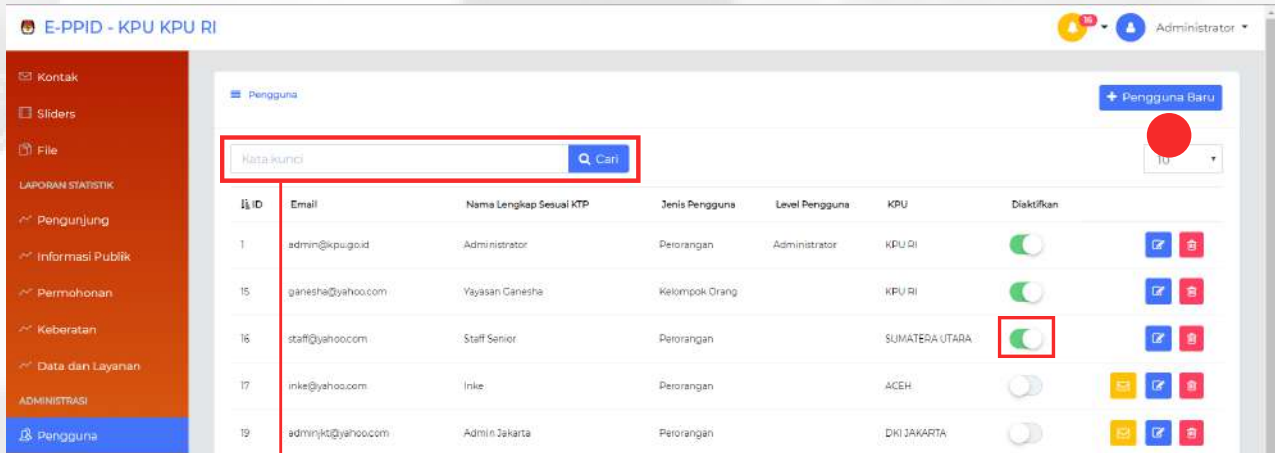 E-PPID - KPU KPU RI
16
Administrator
Kontak
Sliders
File
LAPORAN STATISTIK
Pengunjung
Informasi Publik
Permohonan
Keberatan
Data dan Layanan
ADMINISTRASI
Pengguna
Pengguna
+ Pengguna Baru
Kata kunci
Cari
10
ID Email Nama Lengkap Sesuai KTP Jenis Pengguna Level Pengguna KPU Diaktifkan
1 admin@kpu.go.id Administrator Perorangan Administrator KPU RI
15 ganesha@yahoo.com Yayasan Ganesha Kelompok Orang KPU RI
16 staff@yahoo.com Staff Senior Perorangan SUMATERA UTARA
17 inke@yahoo.com Inke Perorangan ACEH
19 adminjkt@yahoo.com Admin Jakarta Perorangan DKI JAKARTA